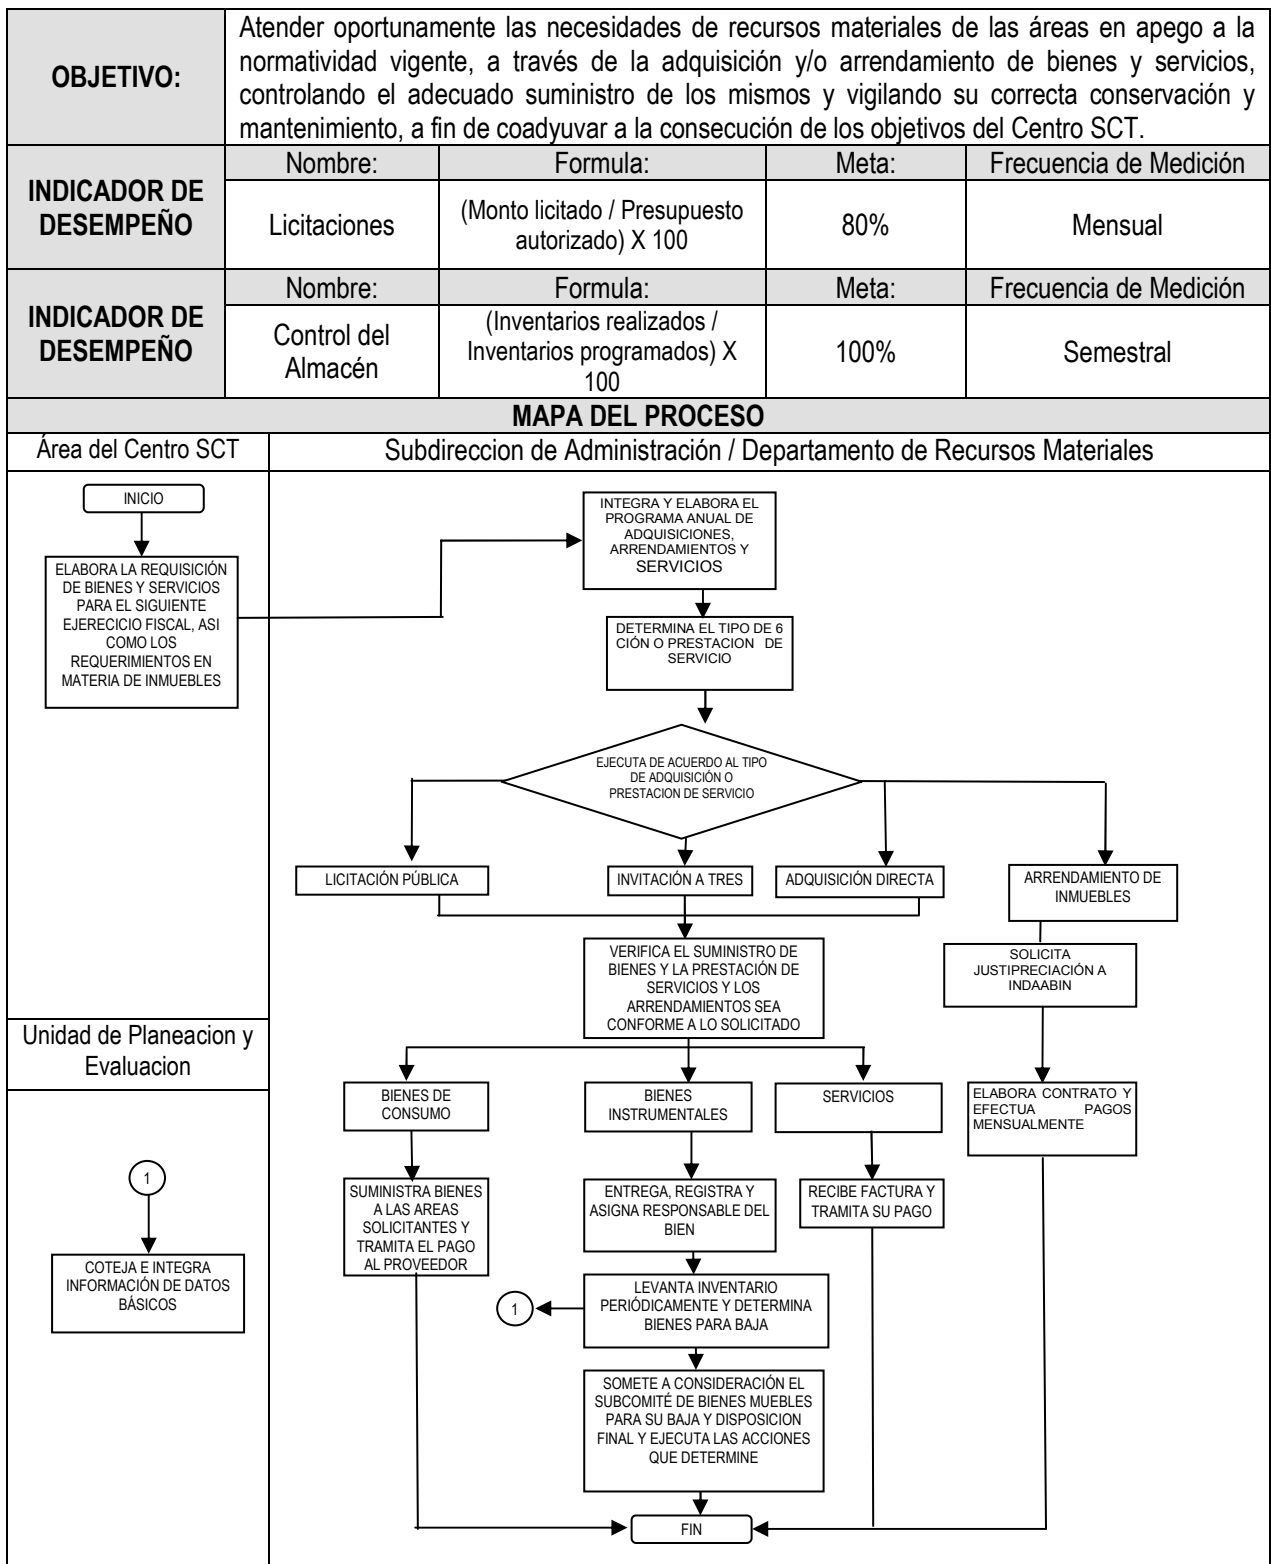 OBJETIVO:
Atender oportunamente las necesidades de recursos materiales de las áreas en apego a la
normatividad vigente, a través de la adquisición y/o arrendamiento de bienes y servicios,
controlando el adecuado suministro de los mismos y vigilando su correcta conservación y
mantenimiento, a fin de coadyuvar a la consecución de los objetivos del Centro SCT.
INDICADOR DE
DESEMPEÑO
Nombre:
Formula:
Meta:
Frecuencia de Medición
Licitaciones
(Monto licitado / Presupuesto
autorizado) X 100
80%
Mensual
INDICADOR DE
DESEMPEÑO
Nombre:
Formula:
Meta:
Frecuencia de Medición
Control del
Almacén
(Inventarios realizados /
Inventarios programados) X
100
100%
Semestral
MAPA DEL PROCESO
Área del Centro SCT
Subdireccion de Administración / Departamento de Recursos Materiales
INICIO
ELABORA LA REQUISICIÓN
DE BIENES Y SERVICIOS
PARA EL SIGUIENTE
EJERECICIO FISCAL, ASI
COMO LOS
REQUERIMIENTOS EN
MATERIA DE INMUEBLES
INTEGRA Y ELABORA EL
PROGRAMA ANUAL DE
ADQUISICIONES,
ARRENDAMIENTOS Y
SERVICIOS
DETERMINA EL TIPO DE 6
CIÓN O PRESTACION DE
SERVICIO
EJECUTA DE ACUERDO AL TIPO
DE ADQUISICIÓN O
PRESTACION DE SERVICIO
LICITACIÓN PÚBLICA
INVITACIÓN A TRES
ADQUISICIÓN DIRECTA
ARRENDAMIENTO DE
INMUEBLES
VERIFICA EL SUMINISTRO DE
BIENES Y LA PRESTACIÓN DE
SERVICIOS Y LOS
ARRENDAMIENTOS SEA
CONFORME A LO SOLICITADO
SOLICITA
JUSTIPRECIACIÓN A
INDAABIN
Unidad de Planeacion y
Evaluacion
BIENES DE
CONSUMO
BIENES
INSTRUMENTALES
SERVICIOS
ELABORA CONTRATO Y
EFECTUA PAGOS
MENSUALMENTE
1
COTEJA E INTEGRA
INFORMACIÓN DE DATOS
BÁSICOS
SUMINISTRA BIENES
A LAS AREAS
SOLICITANTES Y
TRAMITA EL PAGO
AL PROVEEDOR
ENTREGA, REGISTRA Y
ASIGNA RESPONSABLE DEL
BIEN
RECIBE FACTURA Y
TRAMITA SU PAGO
1
LEVANTA INVENTARIO
PERIÓDICAMENTE Y DETERMINA
BIENES PARA BAJA
SOMETE A CONSIDERACIÓN EL
SUBCOMITÉ DE BIENES MUEBLES
PARA SU BAJA Y DISPOSICION
FINAL Y EJECUTA LAS ACCIONES
QUE DETERMINE
FIN